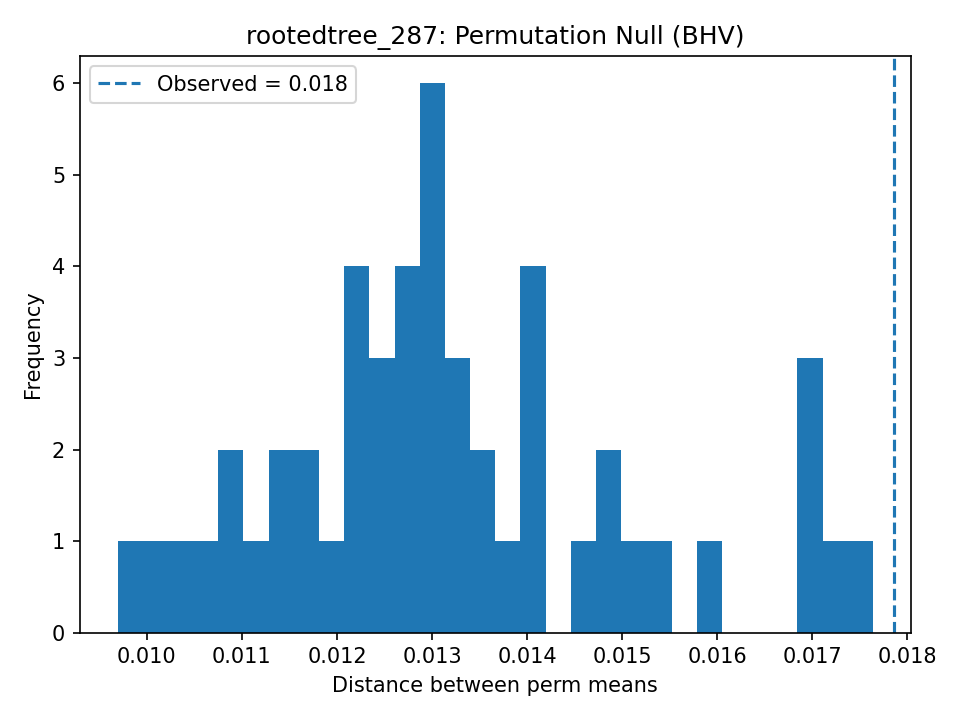 rootedtree_287: Permutation Null (BHV)
Observed = 0.018
6
5
4
3
2
1
0
Frequency
0.010 0.011 0.012 0.013 0.014 0.015 0.016 0.017 0.018
Distance between perm means